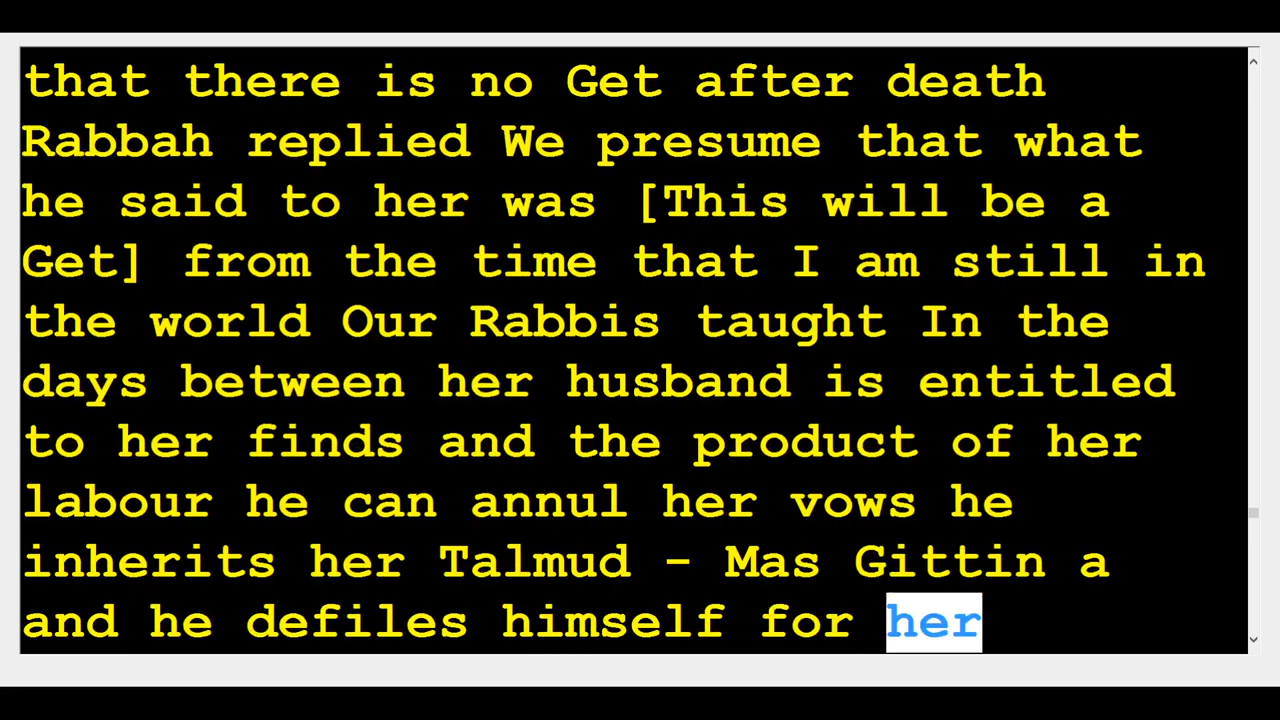 that there is no Get after death
Rabbah replied We presume that what
he said to her was [This will be a
Get] from the time that I am still in
the world Our Rabbis taught In the
days between her husband is entitled
to her finds and the product of her
labour he can annul her vows he
inherits her Talmud - Mas Gittin a
and he defiles himself for her